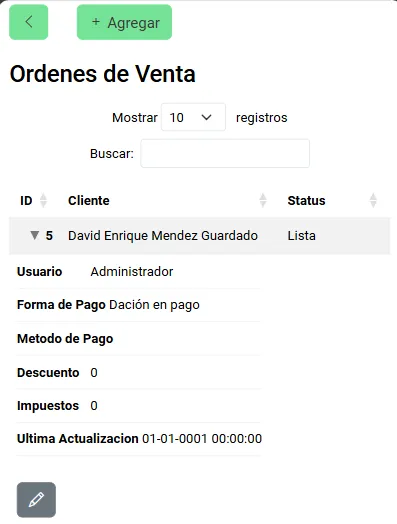 + Agregar
Ordenes de Venta
Mostrar 10 registros
Buscar:
ID Cliente Status
5 David Enrique Mendez Guardado Lista
Usuario Administrador
Forma de Pago Dación en pago
Metodo de Pago
Descuento 0
Impuestos 0
Ultima Actualizacion 01-01-0001 00:00:00